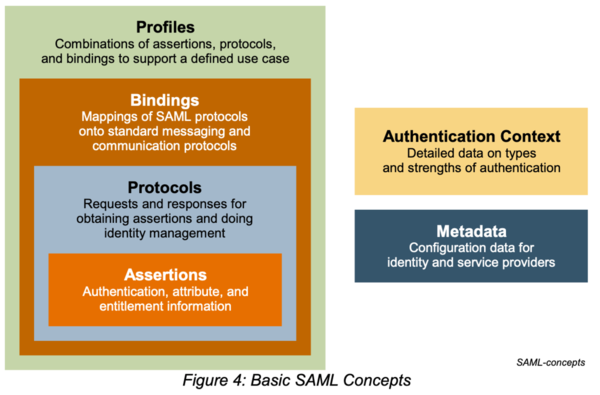 Profiles
Combinations of assertions, protocols,
and bindings to support a defined use case
Bindings
Mappings of SAML protocols
onto standard messaging and
communication protocols
Protocols
Requests and responses for
obtaining assertions and doing
identity management
Assertions
Authentication, attribute, and
entitlement information
Authentication Context
Detailed data on types
and strengths of authentication
Metadata
Configuration data for
identity and service providers
SAML-concepts
Figure 4: Basic SAML Concepts